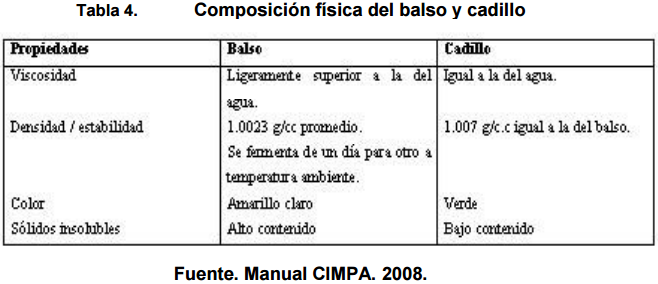 Tabla 4. Composición física del balso y cadillo
Propiedades Balso Cadillo
Viscosidad Ligeramente superior a la del Igual a la del agua.
agua.
Densidad / estabilidad 1.0023 g/cc promedio. 1.007 g/c.c igual a la del balso.
Se fermenta de un día para otro a
temperatura ambiente.
Color Amarillo claro Verde
Sólidos insolubles Alto contenido Bajo contenido
Fuente. Manual CIMPA. 2008.